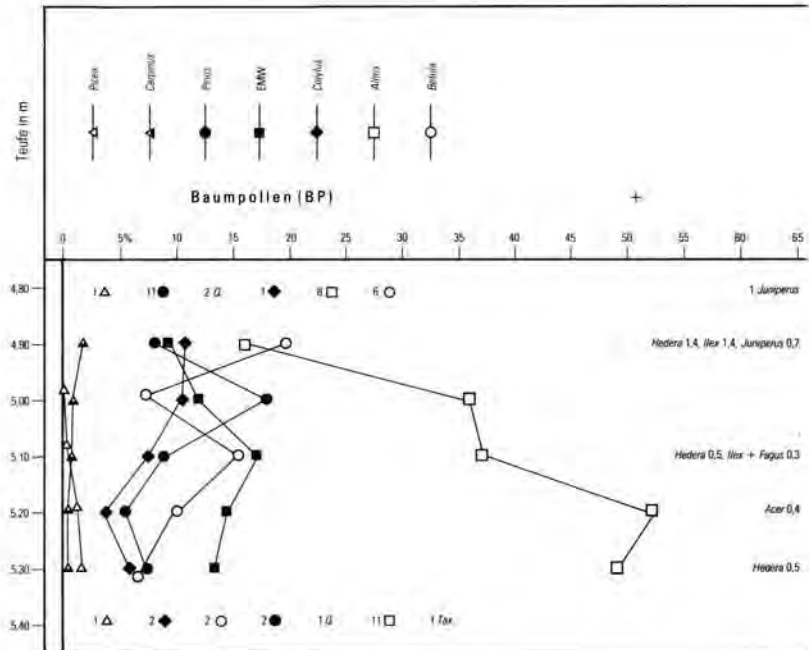 Teufe in m
Picea
Carpinus
Pinus
EMW
Corylus
Alnus
Betula
Baumpollen (BP)
+
0 5% 10 15 20 25 30 35 40 45 50 55 60 65
4,80 1 11 2 Q. 1 8 6 1 Juniperus
4,90 Hedera 1.4, Ilex 1.4, Juniperus 0,7
5,00
5,10 Hedera 0,5, Ilex + Fagus 0.3
5,20 Acer 0,4
5,30 Hedera 0,5
5,40 1 2 2 2 1 Q. 11 1 Tax.